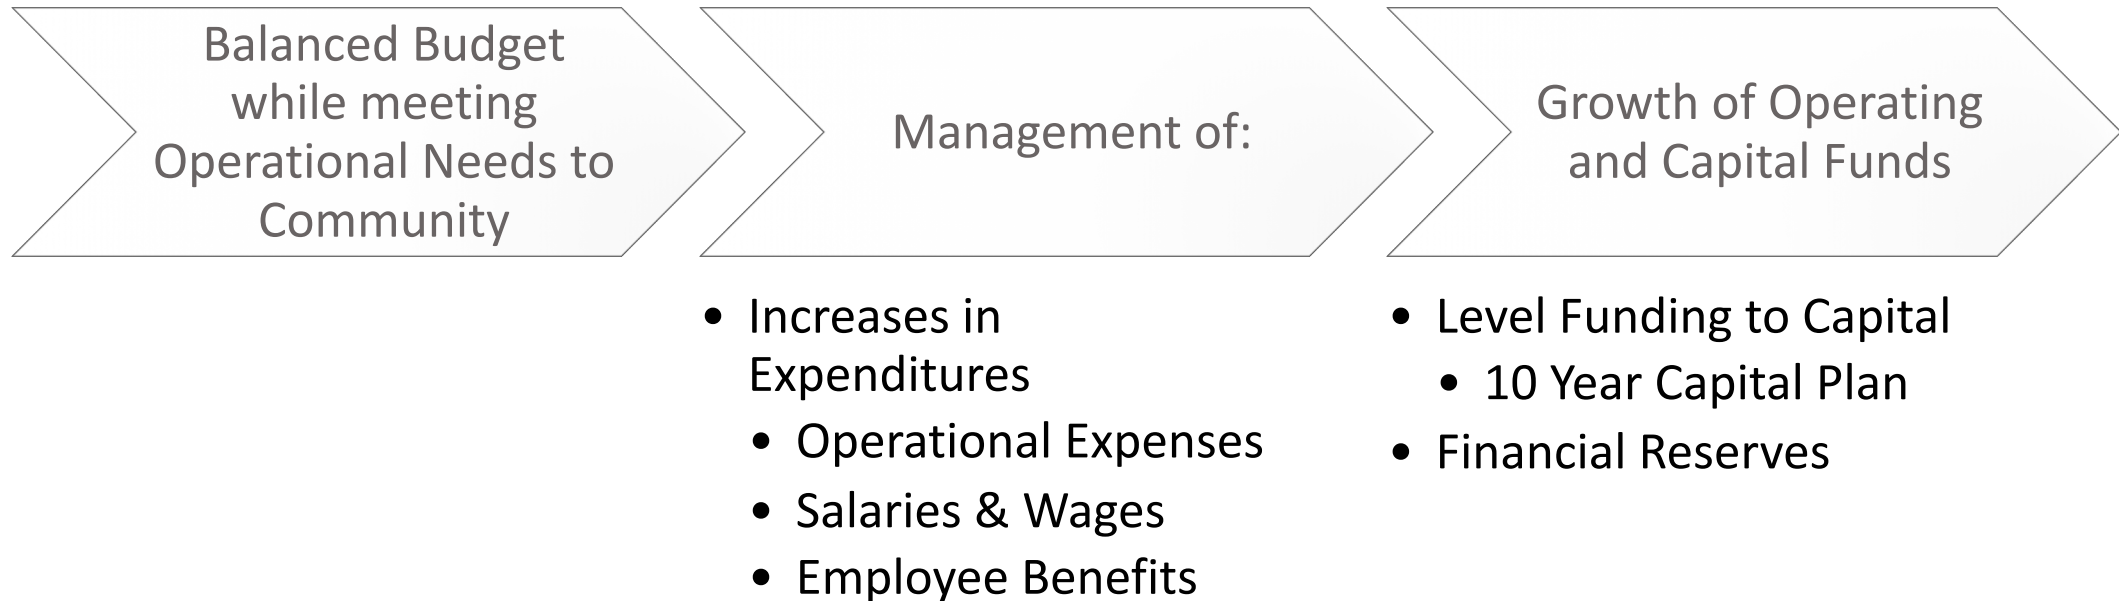 Balanced Budget
while meeting
Operational Needs to
Community
Management of:
• Increases in
Expenditures
• Operational Expenses
• Salaries & Wages
• Employee Benefits
Growth of Operating
and Capital Funds
• Level Funding to Capital
• 10 Year Capital Plan
• Financial Reserves